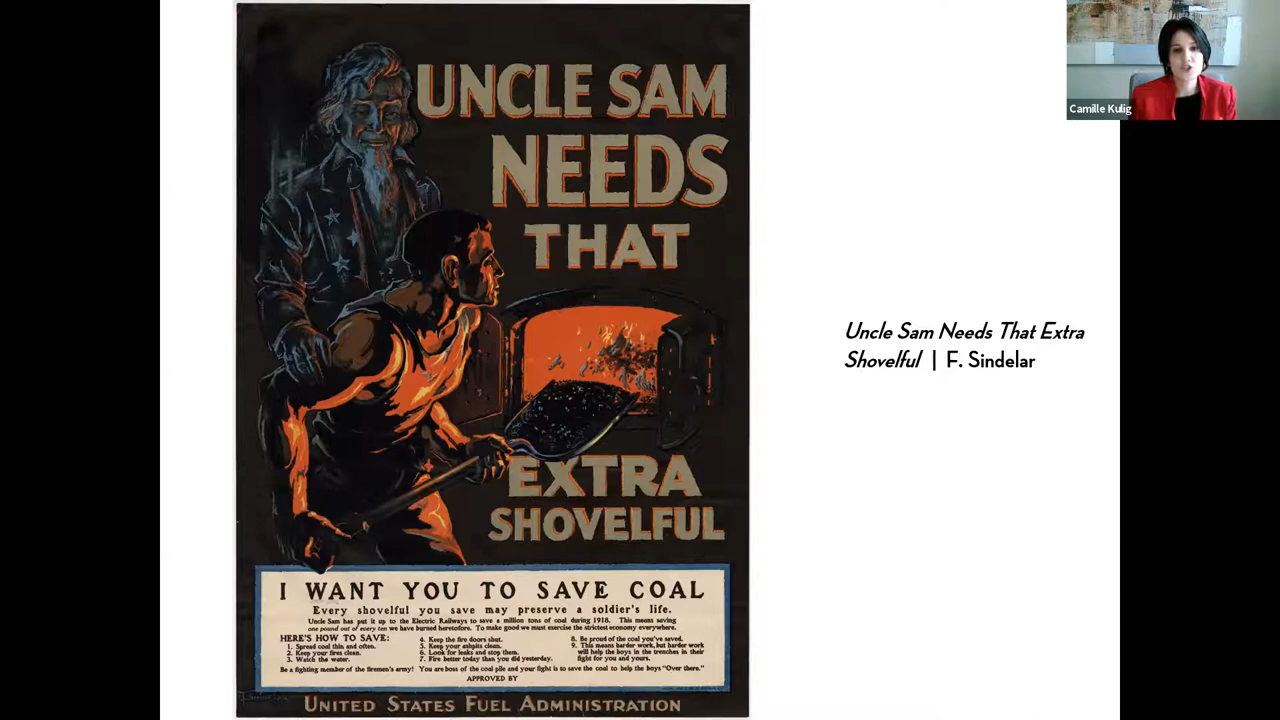 UNCLE SAM
NEEDS
THAT
EXTRA
SHOVELFUL
I WANT YOU TO SAVE COAL
Every shovelful you save may preserve a soldier's life.
Uncle Sam has put it up to the Electric Railways to save a million tons of coal during 1918. This means saving
one pound out of every ten we have burned heretofore. To make good we must exercise the strictest economy everywhere.
HERE'S HOW TO SAVE:
1. Spread coal thin and often.
2. Keep your fires clean.
3. Watch the water.
4. Keep the fire doors shut.
5. Keep your ashpits clean.
6. Look for leaks and stop them.
7. Fire better today than you did yesterday.
8. Be proud of the coal you've saved.
9. This means harder work, but harder work
will help the boys in the trenches in their
fight for you and yours.
Be a fighting member of the firemen's army! You are boss of the coal pile and your fight is to save the coal to help the boys "Over there."
APPROVED BY
UNITED STATES FUEL ADMINISTRATION
Uncle Sam Needs That Extra
Shovelful | F. Sindelar
Camille Kulig